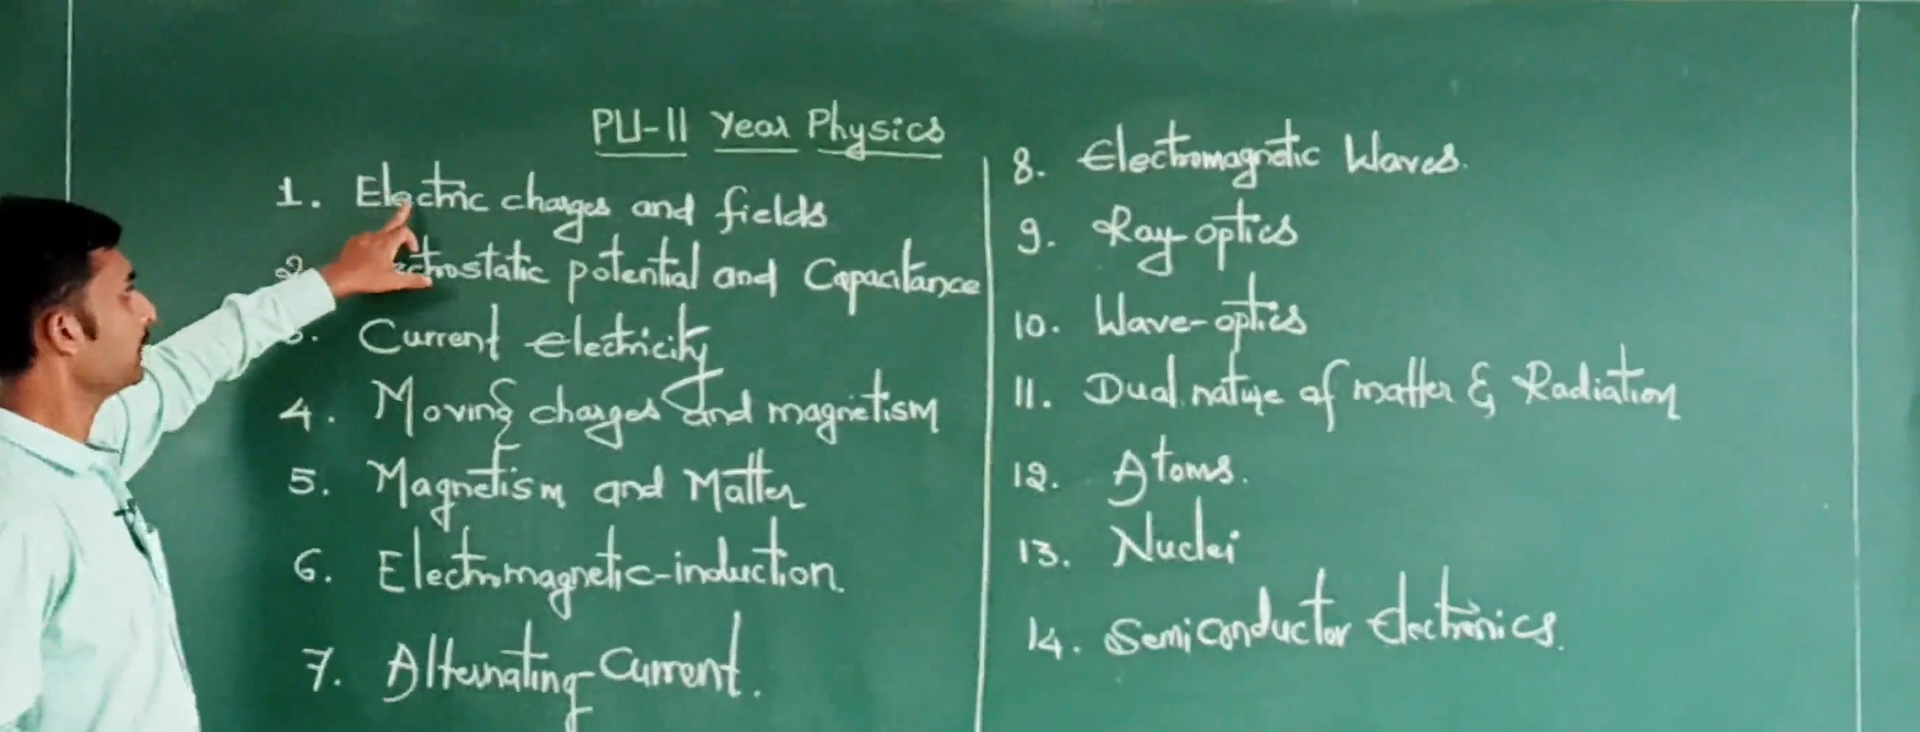 PU-II Year Physics
1. Electric charges and fields
2. ctrostatic potential and Capacitance
3. Current electricity
4. Moving charges and magnetism
5. Magnetism and Matter
6. Electromagnetic-induction.
7. Alternating Current.
8. Electromagnetic Waves.
9. Ray-optics
10. Wave-optics
11. Dual nature of matter & Radiation
12. Atoms.
13. Nuclei
14. Semiconductor electronics.